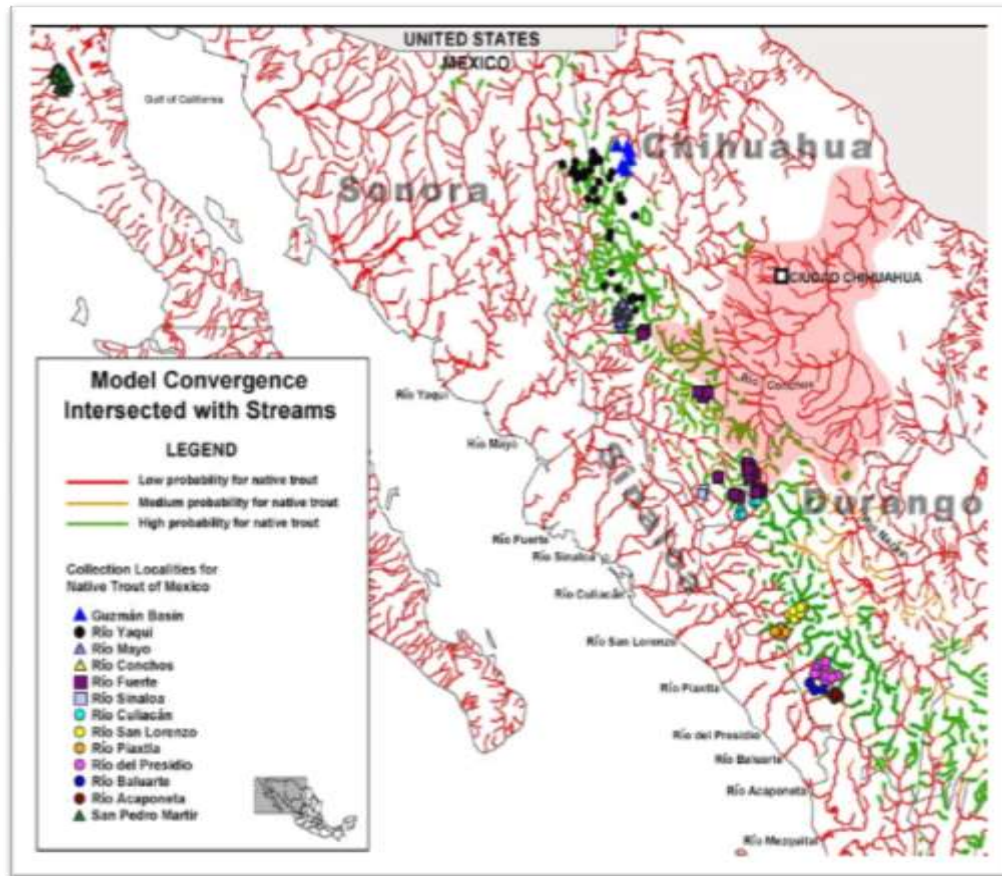 UNITED STATES
MEXICO
Gulf of California
Chihuahua
Sonora
CIUDAD CHIHUAHUA
Río Conchos
Río Yaqui
Río Mayo
Sinaloa
Durango
Río Fuerte
Río Sinaloa
Río Culiacán
Río San Lorenzo
Río Piaxtla
Río del Presidio
Río Baluarte
Río Acaponeta
Río Mezquital
Model Convergence
Intersected with Streams
LEGEND
Low probability for native trout
Medium probability for native trout
High probability for native trout
Collection Localities for
Native Trout of Mexico
Guzmán Basin
Río Yaqui
Río Mayo
Río Conchos
Río Fuerte
Río Sinaloa
Río Culiacán
Río San Lorenzo
Río Piaxtla
Río del Presidio
Río Baluarte
Río Acaponeta
San Pedro Martir